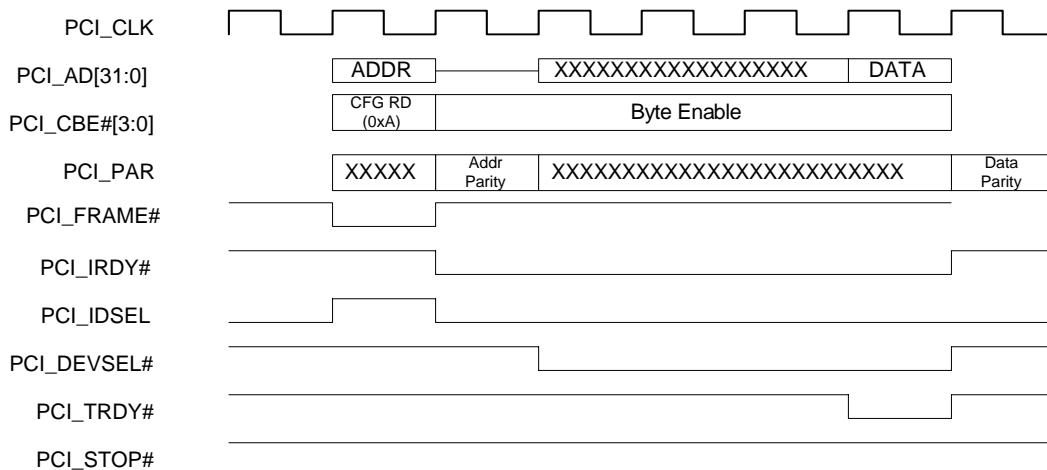 PCI_CLK
PCI_AD[31:0]
ADDR
XXXXXXXXXXXXXXXXXX
DATA
PCI_CBE#[3:0]
CFG RD
(0xA)
Byte Enable
PCI_PAR
XXXXX
Addr
Parity
XXXXXXXXXXXXXXXXXXXXXXXXX
Data
Parity
PCI_FRAME#
PCI_IRDY#
PCI_IDSEL
PCI_DEVSEL#
PCI_TRDY#
PCI_STOP#